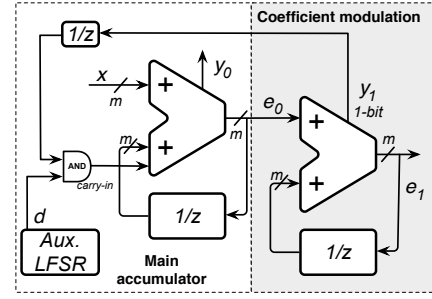 Coefficient modulation
1/z
x
m
y0
+
m
+
m
e0
AND
carry-in
1/z
d
Aux.
LFSR
Main
accumulator
y1
1-bit
+
m
+
m
e1
1/z